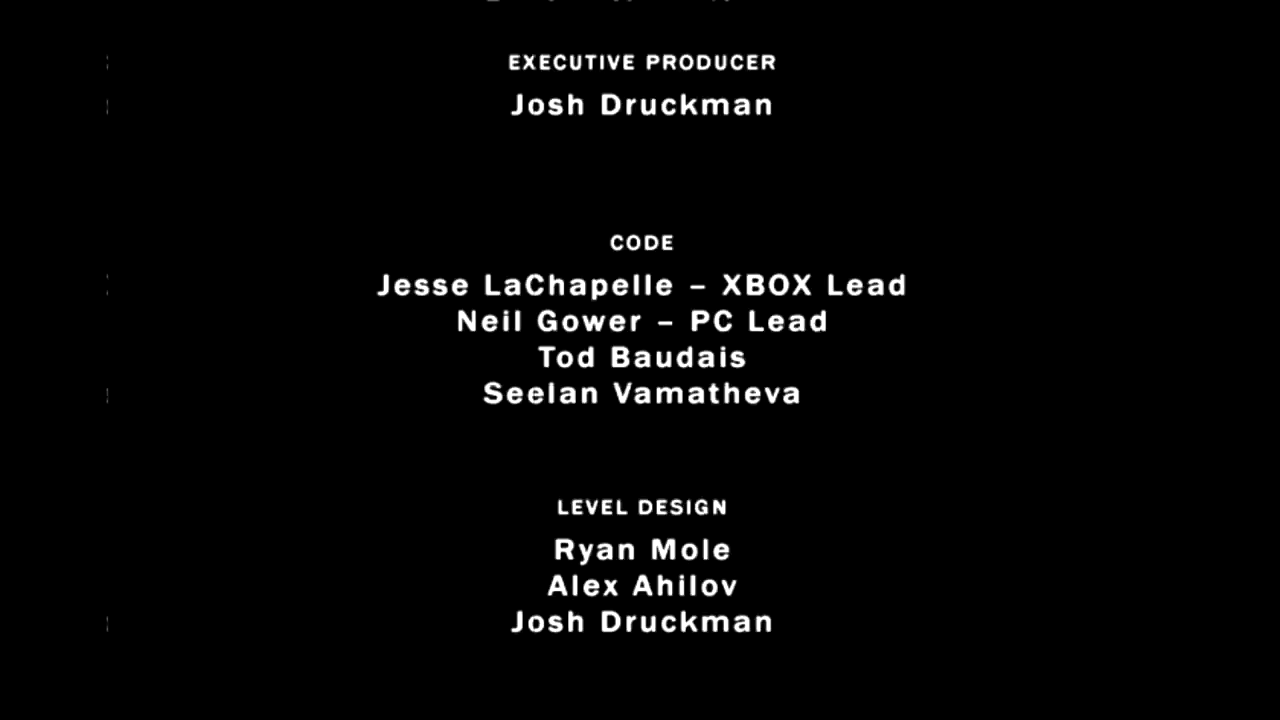 EXECUTIVE PRODUCER
Josh Druckman
CODE
Jesse LaChapelle – XBOX Lead
Neil Gower – PC Lead
Tod Baudais
Seelan Vamatheva
LEVEL DESIGN
Ryan Mole
Alex Ahilov
Josh Druckman